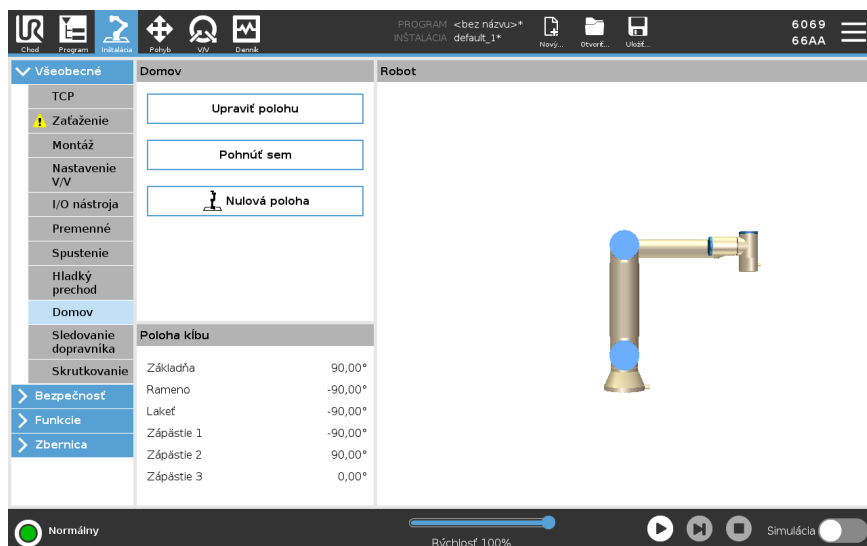 UR
Chod
Program
Inštalácia
Pohyb
V/V
Denník
PROGRAM <bez názvu>*
INŠTALÁCIA default_1*
Nový...
Otvoriť...
Uložiť...
6069
66AA
Všeobecné
TCP
Zaťaženie
Montáž
Nastavenie
V/V
I/O nástroja
Premenné
Spustenie
Hladký
prechod
Domov
Sledovanie
dopravníka
Skrutkovanie
Bezpečnosť
Funkcie
Zbernica
Domov
Upraviť polohu
Pohnúť sem
Nulová poloha
Poloha kĺbu
Základňa 90,00°
Rameno -90,00°
Lakeť -90,00°
Zápästie 1 -90,00°
Zápästie 2 90,00°
Zápästie 3 0,00°
Robot
Normálny
Rýchlosť 100%
Simulácia